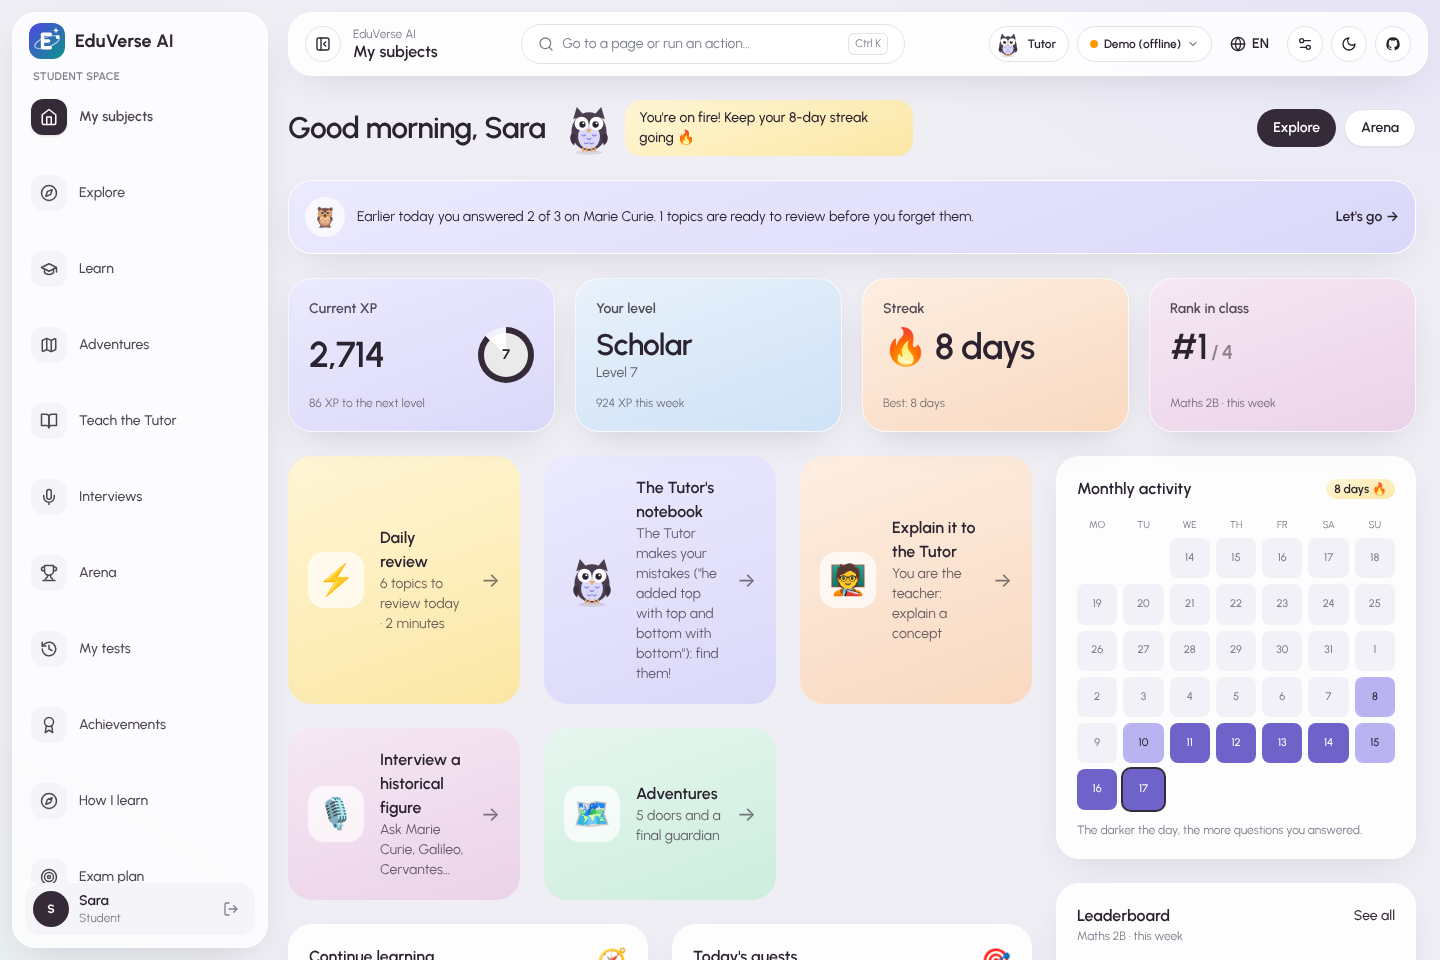 EduVerse AI
STUDENT SPACE
My subjects
Explore
Learn
Adventures
Teach the Tutor
Interviews
Arena
My tests
Achievements
How I learn
Exam plan
S
Sara
Student
EduVerse AI
My subjects
Go to a page or run an action...
Ctrl K
Tutor
Demo (offline)
EN
Good morning, Sara
You're on fire! Keep your 8-day streak
going 🔥
Explore
Arena
Earlier today you answered 2 of 3 on Marie Curie. 1 topics are ready to review before you forget them.
Let's go →
Current XP
2,714
7
86 XP to the next level
Your level
Scholar
Level 7
924 XP this week
Streak
🔥 8 days
Best: 8 days
Rank in class
#1 / 4
Maths 2B · this week
Daily
review
6 topics to
review today
· 2 minutes
The Tutor's
notebook
The Tutor
makes your
mistakes ("he
added top
with top and
bottom with
bottom"): find
them!
Explain it to
the Tutor
You are the
teacher:
explain a
concept
Interview a
historical
figure
Ask Marie
Curie, Galileo,
Cervantes...
Adventures
5 doors and a
final guardian
Monthly activity
8 days 🔥
MO TU WE TH FR SA SU
14 15 16 17 18
19 20 21 22 23 24 25
26 27 28 29 30 31 1
2 3 4 5 6 7 8
9 10 11 12 13 14 15
16 17
The darker the day, the more questions you answered.
Leaderboard
See all
Maths 2B · this week
Continue learning
Today's quests